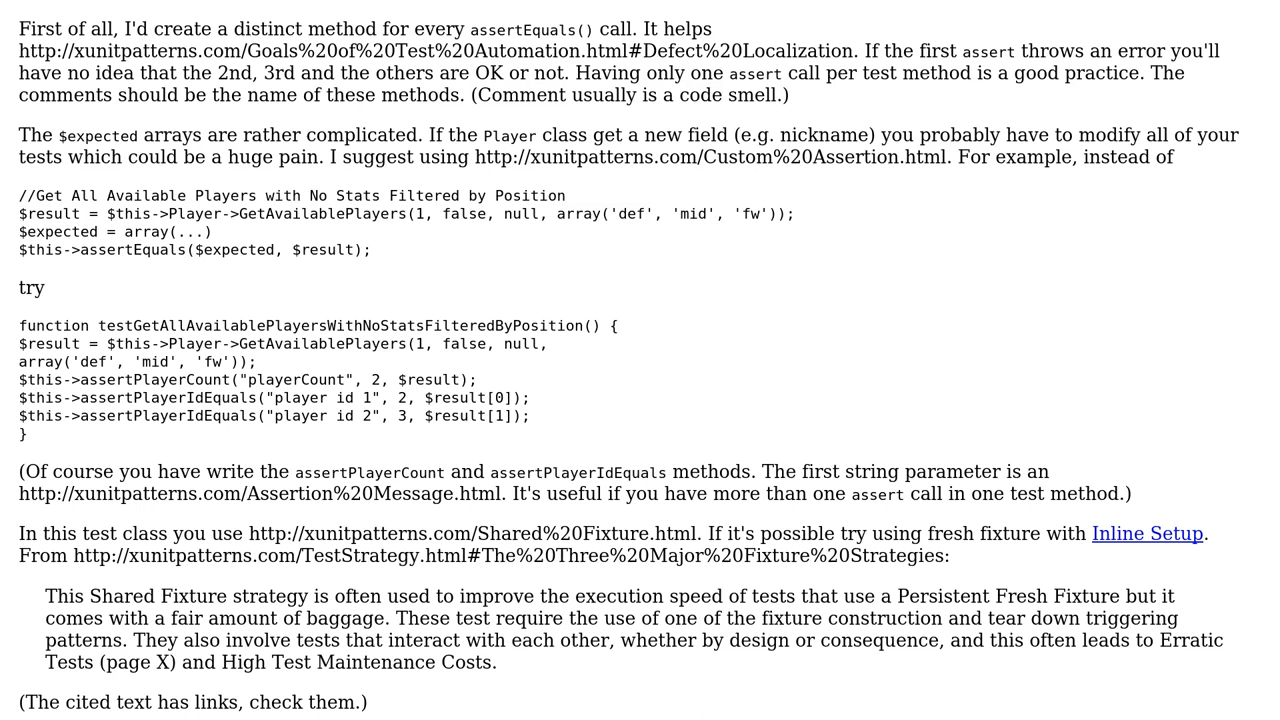 First of all, I'd create a distinct method for every assertEquals() call. It helps
http://xunitpatterns.com/Goals%20of%20Test%20Automation.html#Defect%20Localization. If the first assert throws an error you'll
have no idea that the 2nd, 3rd and the others are OK or not. Having only one assert call per test method is a good practice. The
comments should be the name of these methods. (Comment usually is a code smell.)
The $expected arrays are rather complicated. If the Player class get a new field (e.g. nickname) you probably have to modify all of your
tests which could be a huge pain. I suggest using http://xunitpatterns.com/Custom%20Assertion.html. For example, instead of
//Get All Available Players with No Stats Filtered by Position
$result = $this->Player->GetAvailablePlayers(1, false, null, array('def', 'mid', 'fw'));
$expected = array(...)
$this->assertEquals($expected, $result);
try
function testGetAllAvailablePlayersWithNoStatsFilteredByPosition() {
$result = $this->Player->GetAvailablePlayers(1, false, null,
array('def', 'mid', 'fw'));
$this->assertPlayerCount("playerCount", 2, $result);
$this->assertPlayerIdEquals("player id 1", 2, $result[0]);
$this->assertPlayerIdEquals("player id 2", 3, $result[1]);
}
(Of course you have write the assertPlayerCount and assertPlayerIdEquals methods. The first string parameter is an
http://xunitpatterns.com/Assertion%20Message.html. It's useful if you have more than one assert call in one test method.)
In this test class you use http://xunitpatterns.com/Shared%20Fixture.html. If it's possible try using fresh fixture with Inline Setup.
From http://xunitpatterns.com/TestStrategy.html#The%20Three%20Major%20Fixture%20Strategies:
This Shared Fixture strategy is often used to improve the execution speed of tests that use a Persistent Fresh Fixture but it
comes with a fair amount of baggage. These test require the use of one of the fixture construction and tear down triggering
patterns. They also involve tests that interact with each other, whether by design or consequence, and this often leads to Erratic
Tests (page X) and High Test Maintenance Costs.
(The cited text has links, check them.)